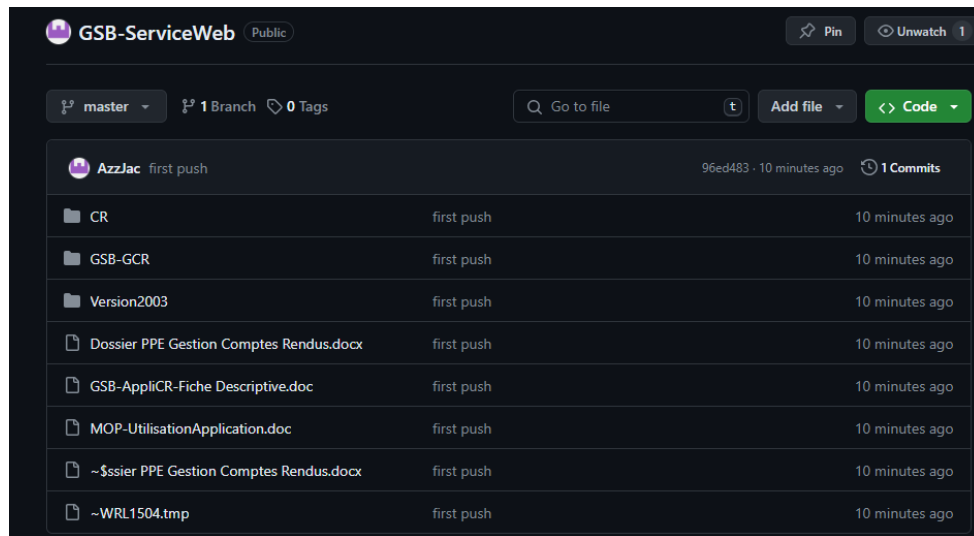 GSB-ServiceWeb Public Pin Unwatch 1
master 1 Branch 0 Tags Go to file t Add file <> Code
AzzJac first push 96ed483 · 10 minutes ago 1 Commits
CR first push 10 minutes ago
GSB-GCR first push 10 minutes ago
Version2003 first push 10 minutes ago
Dossier PPE Gestion Comptes Rendus.docx first push 10 minutes ago
GSB-AppliCR-Fiche Descriptive.doc first push 10 minutes ago
MOP-UtilisationApplication.doc first push 10 minutes ago
~$ssier PPE Gestion Comptes Rendus.docx first push 10 minutes ago
~WRL1504.tmp first push 10 minutes ago